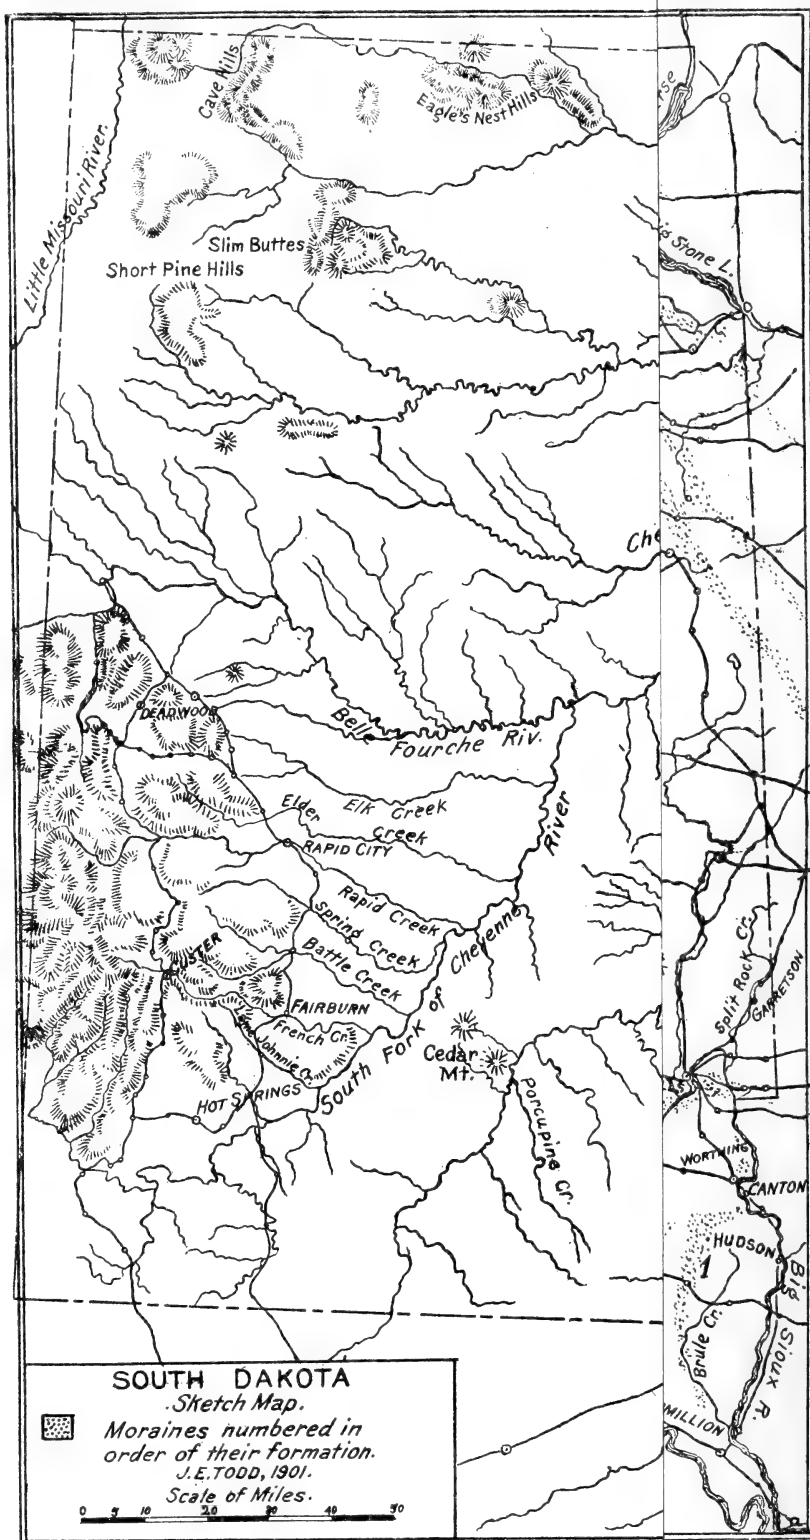 Little Missouri River.
Cave Hills
Eagle's Nest Hills
rse
Slim Buttes
Short Pine Hills
Stone L.
Che
DEADWOOD
Belle Fourche Riv.
Elk Creek
Elder Creek
RAPID CITY
Rapid Creek
Spring Creek
Battle Creek
FAIRBURN
French Cr.
Johnnie Cr.
HOT SPRINGS
South Fork of Cheyenne River
Cedar Mt.
Porcupine Cr.
Split Rock Cr.
GARRETSON
WORTHING
CANTON
HUDSON
1
Brule Cr.
Big Sioux R.
MILLION
SOUTH DAKOTA
Sketch Map.
Moraines numbered in
order of their formation.
J.E. TODD, 1901.
Scale of Miles.
0 5 10 20 30 40 50